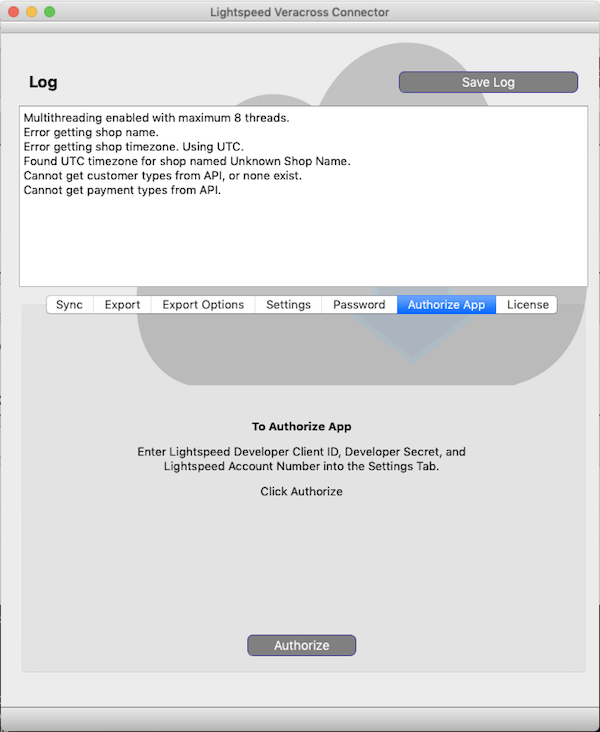 Lightspeed Veracross Connector
Log
Save Log
Multithreading enabled with maximum 8 threads.
Error getting shop name.
Error getting shop timezone. Using UTC.
Found UTC timezone for shop named Unknown Shop Name.
Cannot get customer types from API, or none exist.
Cannot get payment types from API.
Sync Export Export Options Settings Password Authorize App License
To Authorize App
Enter Lightspeed Developer Client ID, Developer Secret, and
Lightspeed Account Number into the Settings Tab.
Click Authorize
Authorize